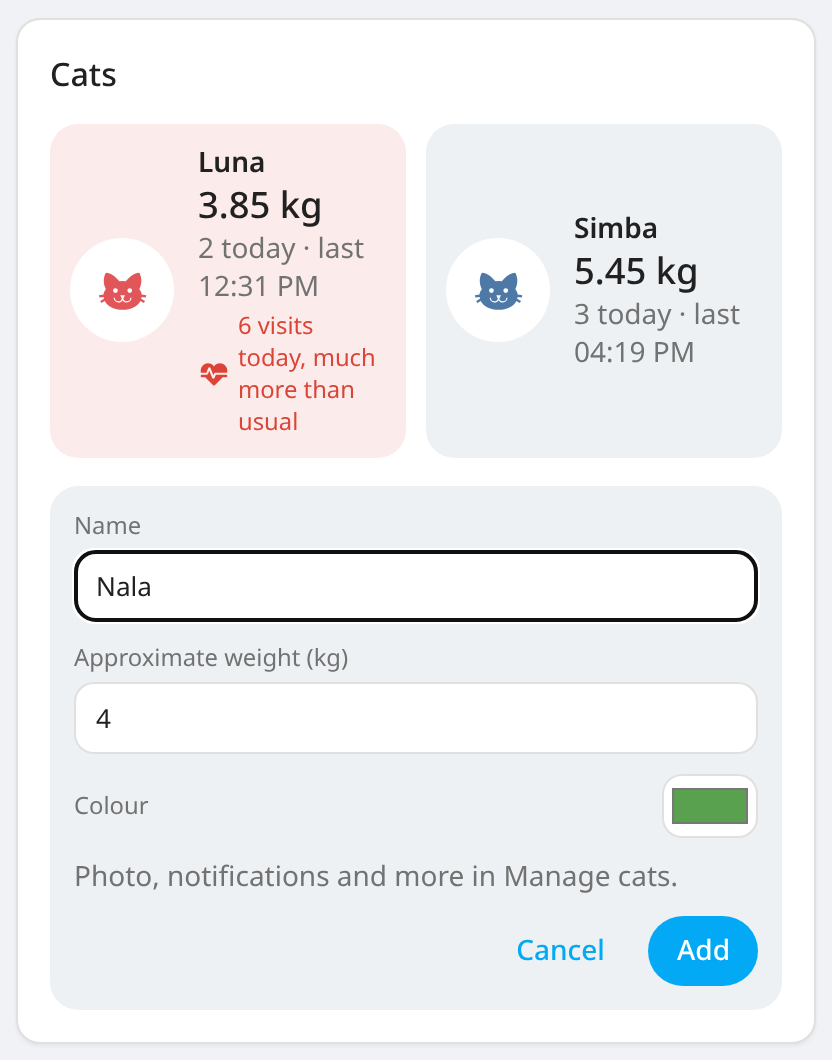 Cats
Luna
3.85 kg
2 today · last
12:31 PM
6 visits
today, much
more than
usual
Simba
5.45 kg
3 today · last
04:19 PM
Name
Nala
Approximate weight (kg)
4
Colour
Photo, notifications and more in Manage cats.
Cancel
Add